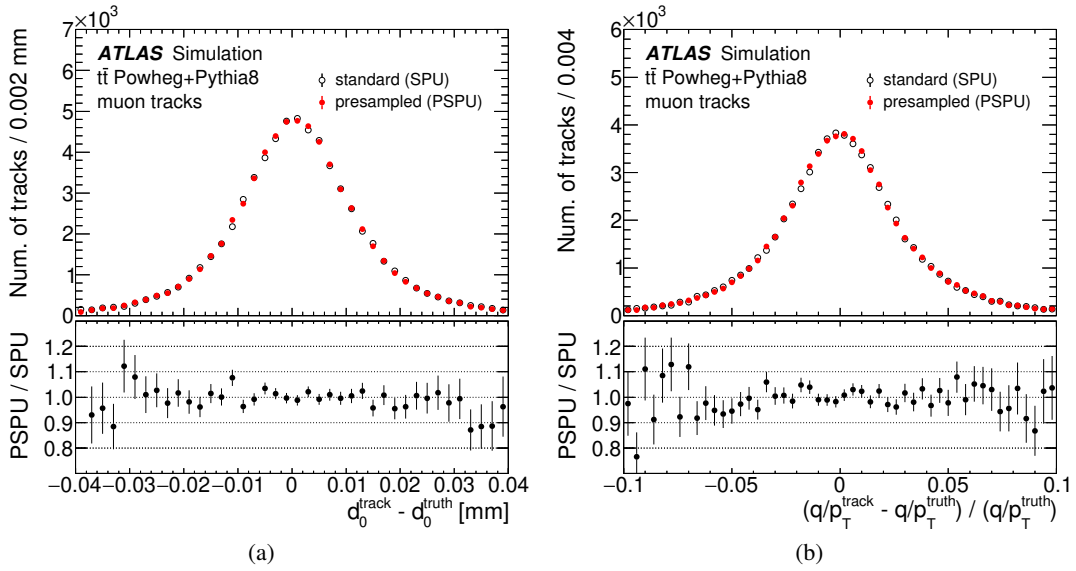 ×10³
7
6
5
4
3
2
1
0
Num. of tracks / 0.002 mm
ATLAS Simulation
tt̄ Powheg+Pythia8
muon tracks
standard (SPU)
presampled (PSPU)
1.2
1.1
1.0
0.9
0.8
PSPU / SPU
−0.04 −0.03 −0.02 −0.01 0 0.01 0.02 0.03 0.04
d₀^track - d₀^truth [mm]
(a)
×10³
6
5
4
3
2
1
0
Num. of tracks / 0.004
ATLAS Simulation
tt̄ Powheg+Pythia8
muon tracks
standard (SPU)
presampled (PSPU)
1.2
1.1
1.0
0.9
0.8
PSPU / SPU
−0.1 −0.05 0 0.05 0.1
(q/p_T^track - q/p_T^truth) / (q/p_T^truth)
(b)